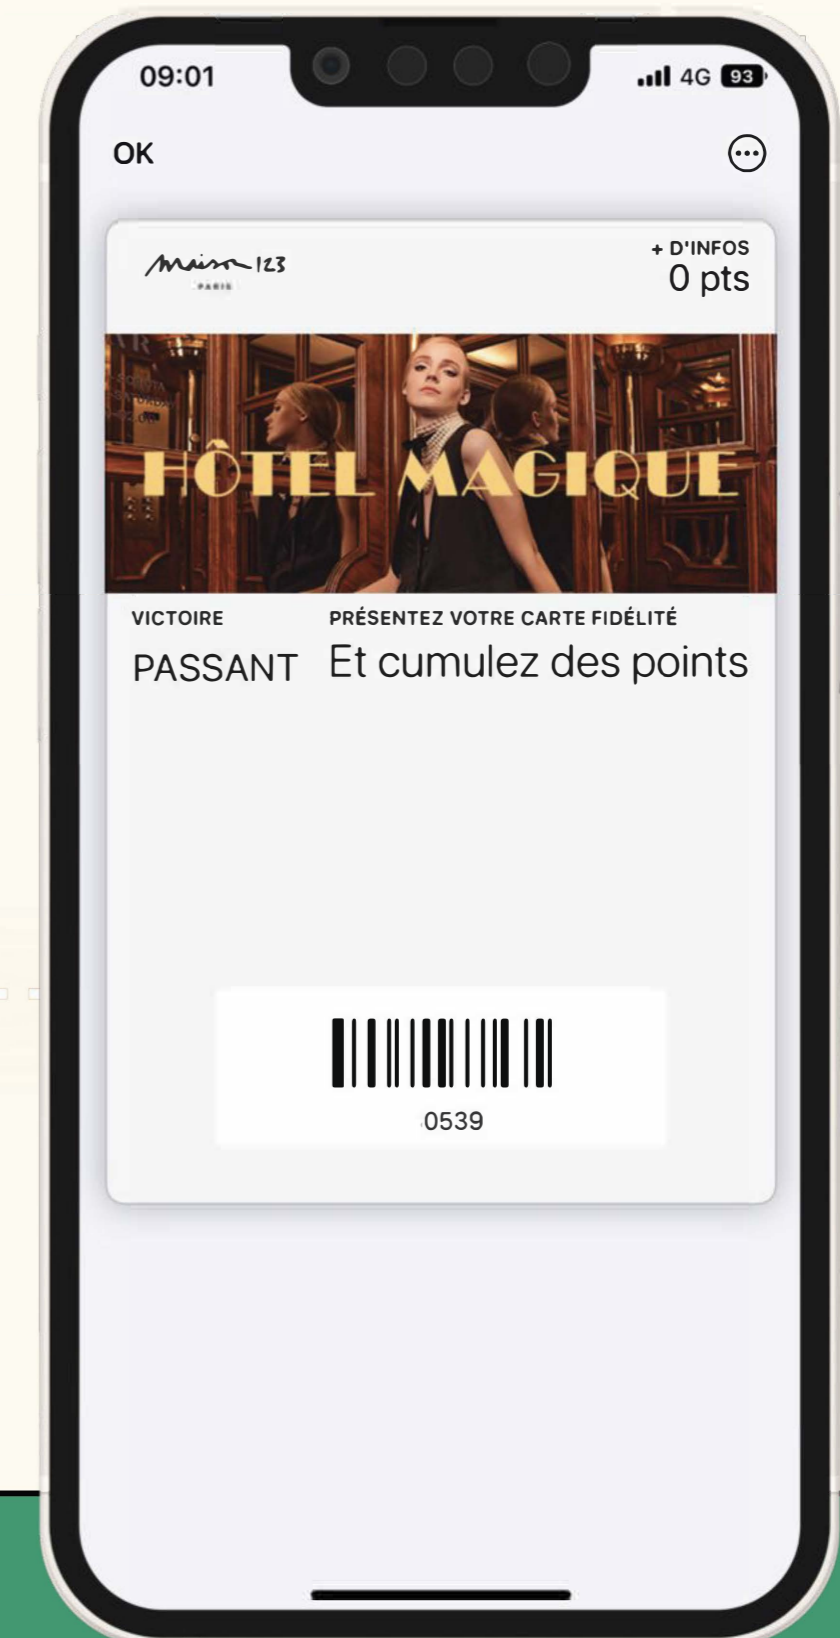 09:01
4G 93
OK
Maison 123
PARIS
+ D'INFOS
0 pts
HÔTEL MAGIQUE
VICTOIRE
PASSANT
PRÉSENTEZ VOTRE CARTE FIDÉLITÉ
Et cumulez des points
0539